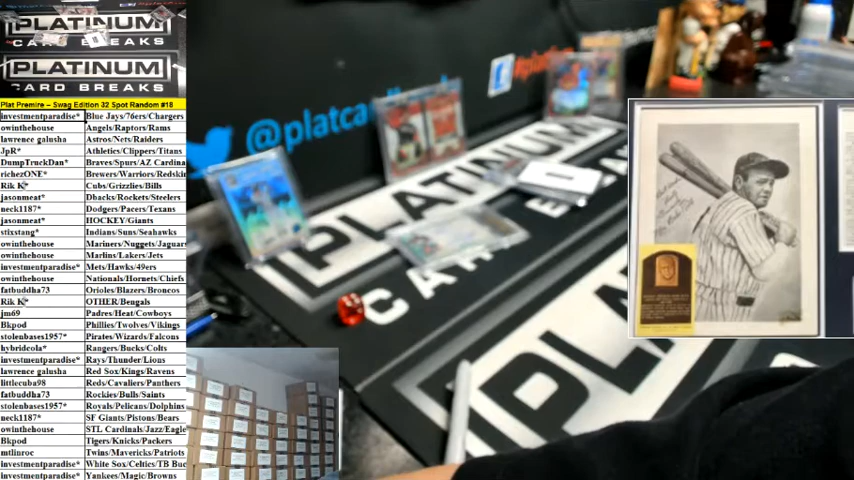 PLATINUM
CARD BREAKS
PLATINUM
CARD BREAKS
Plat Premire – Swag Edition 32 Spot Random #18
investmentparadise* Blue Jays/76ers/Chargers
owinthehouse Angels/Raptors/Rams
lawrence galusha Astros/Nets/Raiders
JpR* Athletics/Clippers/Titans
DumpTruckDan* Braves/Spurs/AZ Cardina
richezONE* Brewers/Warriors/Redskin
Rik K* Cubs/Grizzlies/Bills
jasonmeat* Dbacks/Rockets/Steelers
neck1187* Dodgers/Pacers/Texans
jasonmeat* HOCKEY/Giants
stixstang* Indians/Suns/Seahawks
owinthehouse Mariners/Nuggets/Jaguar
owinthehouse Marlins/Lakers/Jets
investmentparadise* Mets/Hawks/49ers
owinthehouse Nationals/Hornets/Chiefs
fatbuddha73 Orioles/Blazers/Broncos
Rik K* OTHER/Bengals
jm69 Padres/Heat/Cowboys
Bkpod Phillies/Twolves/Vikings
stolenbases1957* Pirates/Wizards/Falcons
hybridcola* Rangers/Bucks/Colts
investmentparadise* Rays/Thunder/Lions
lawrence galusha Red Sox/Kings/Ravens
littlecuba98 Reds/Cavaliers/Panthers
fatbuddha73 Rockies/Bulls/Saints
stolenbases1957* Royals/Pelicans/Dolphins
neck1187* SF Giants/Pistons/Bears
owinthehouse STL Cardinals/Jazz/Eagle
Bkpod Tigers/Knicks/Packers
mtlinroc Twins/Mavericks/Patriots
investmentparadise* White Sox/Celtics/TB Buc
investmentparadise* Yankees/Magic/Browns
@platcard
PLATINUM
CARD BREA
PLATI